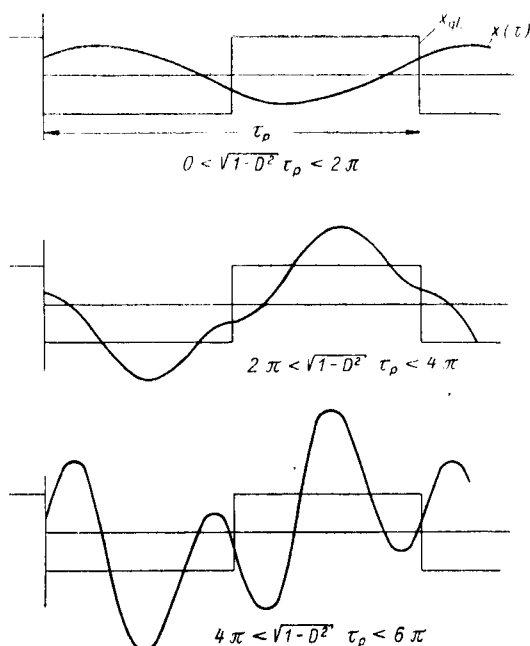 x_gl. x(τ)
τ_p
0 < √1-D² τ_p < 2π
2π < √1-D² τ_p < 4π
4π < √1-D² τ_p < 6π